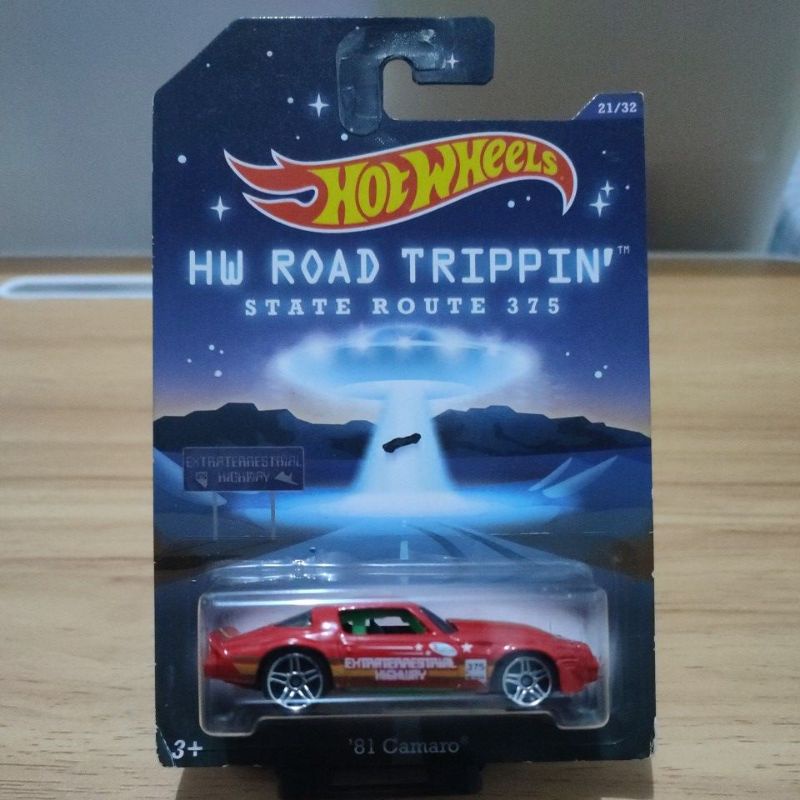 21/32
HOT WHEELS
HW ROAD TRIPPIN'™
STATE ROUTE 375
EXTRATERRESTRIAL
HIGHWAY
EXTRATERRESTRIAL
HIGHWAY
375
3+
'81 Camaro®